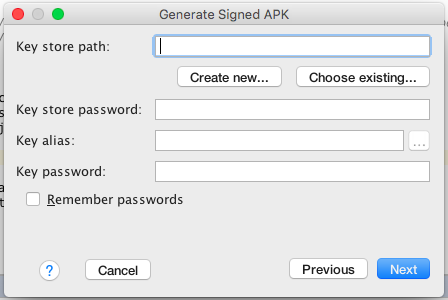 Generate Signed APK
Key store path:
Create new... Choose existing...
Key store password:
Key alias:
...
Key password:
Remember passwords
? Cancel Previous Next